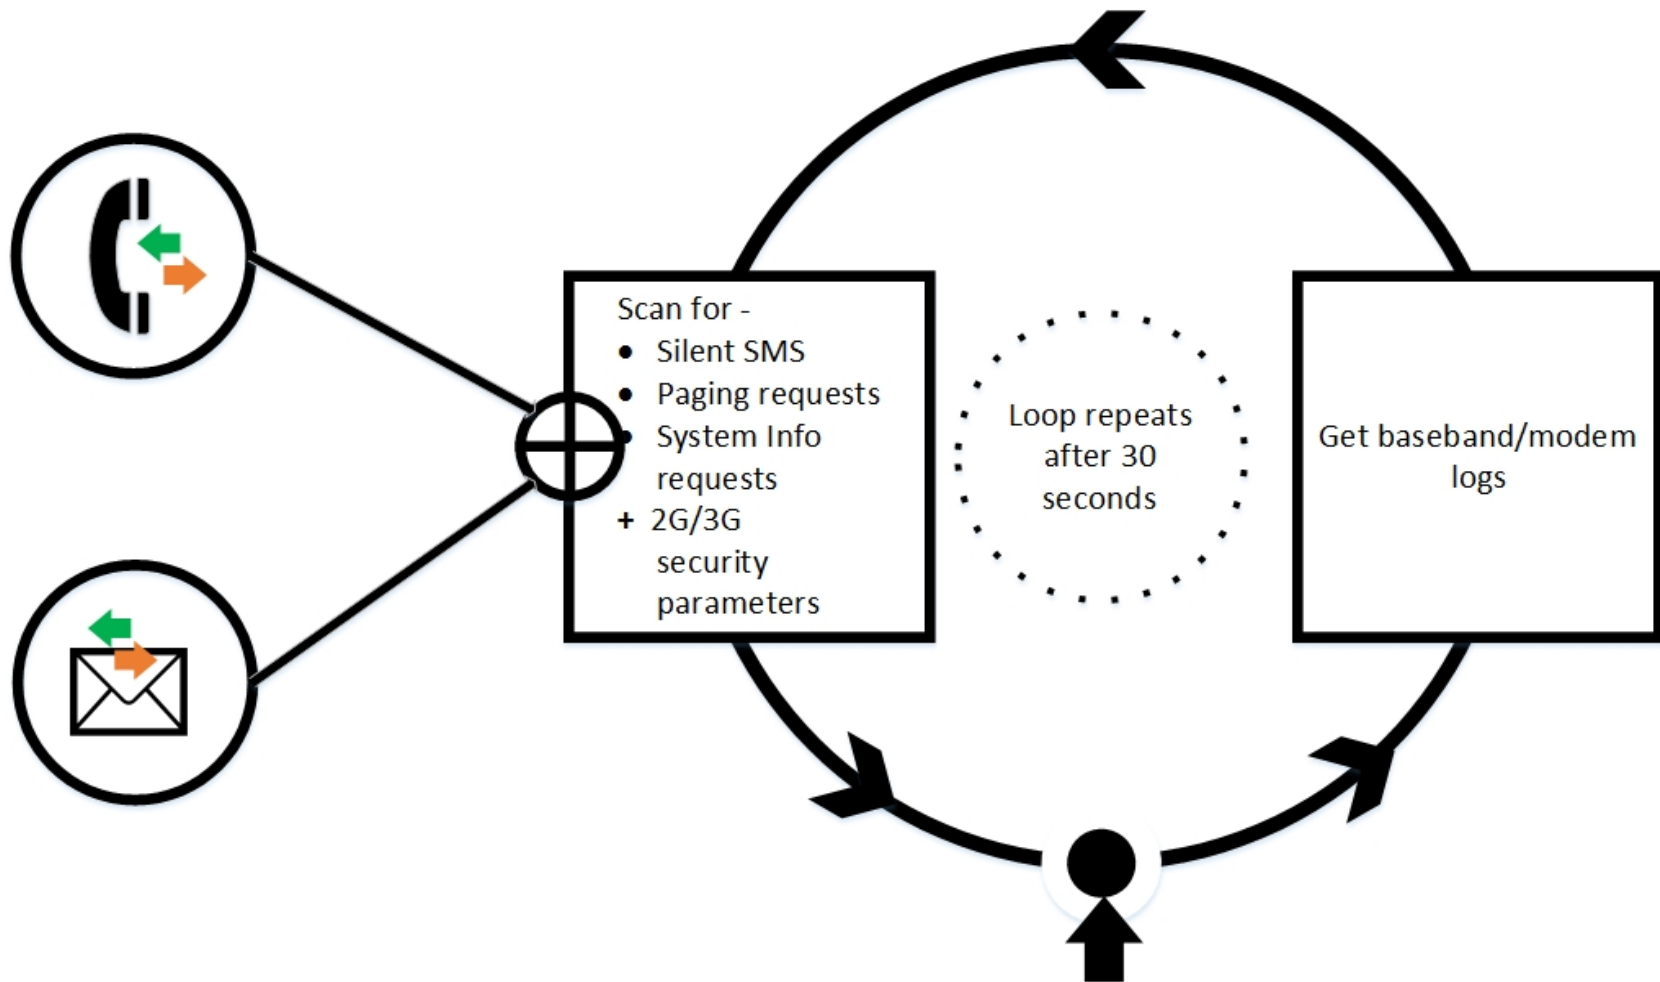 Scan for -
● Silent SMS
● Paging requests
● System Info
requests
+ 2G/3G
security
parameters
Loop repeats
after 30
seconds
Get baseband/modem
logs